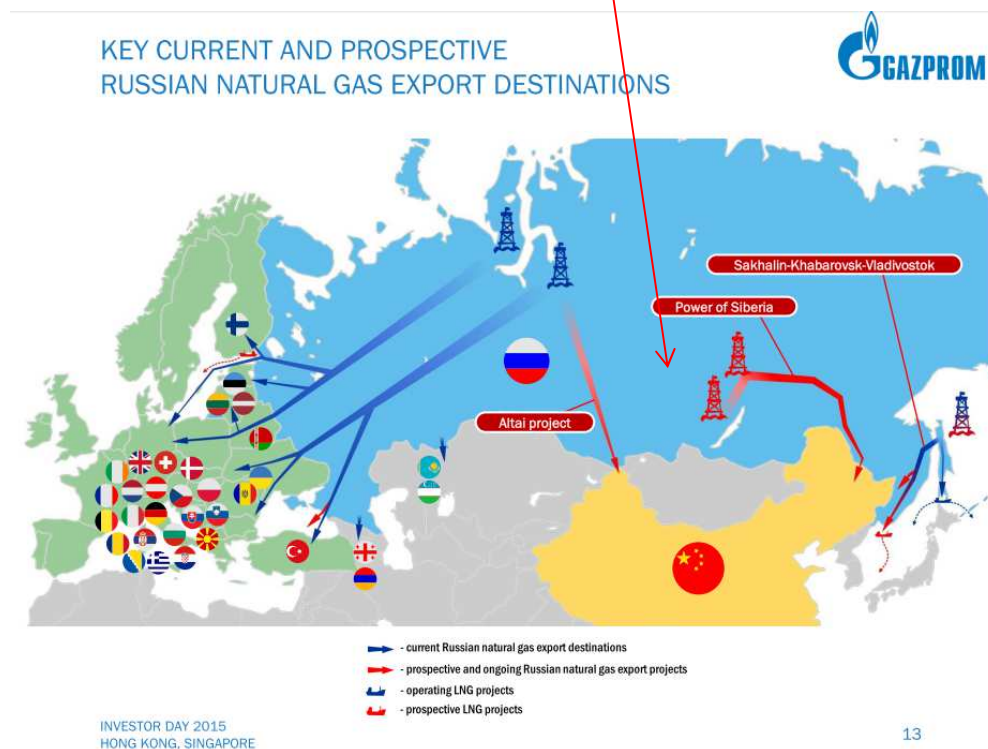 KEY CURRENT AND PROSPECTIVE
RUSSIAN NATURAL GAS EXPORT DESTINATIONS
GAZPROM
Sakhalin-Khabarovsk-Vladivostok
Power of Siberia
Altai project
- current Russian natural gas export destinations
- prospective and ongoing Russian natural gas export projects
- operating LNG projects
- prospective LNG projects
INVESTOR DAY 2015
HONG KONG, SINGAPORE
13